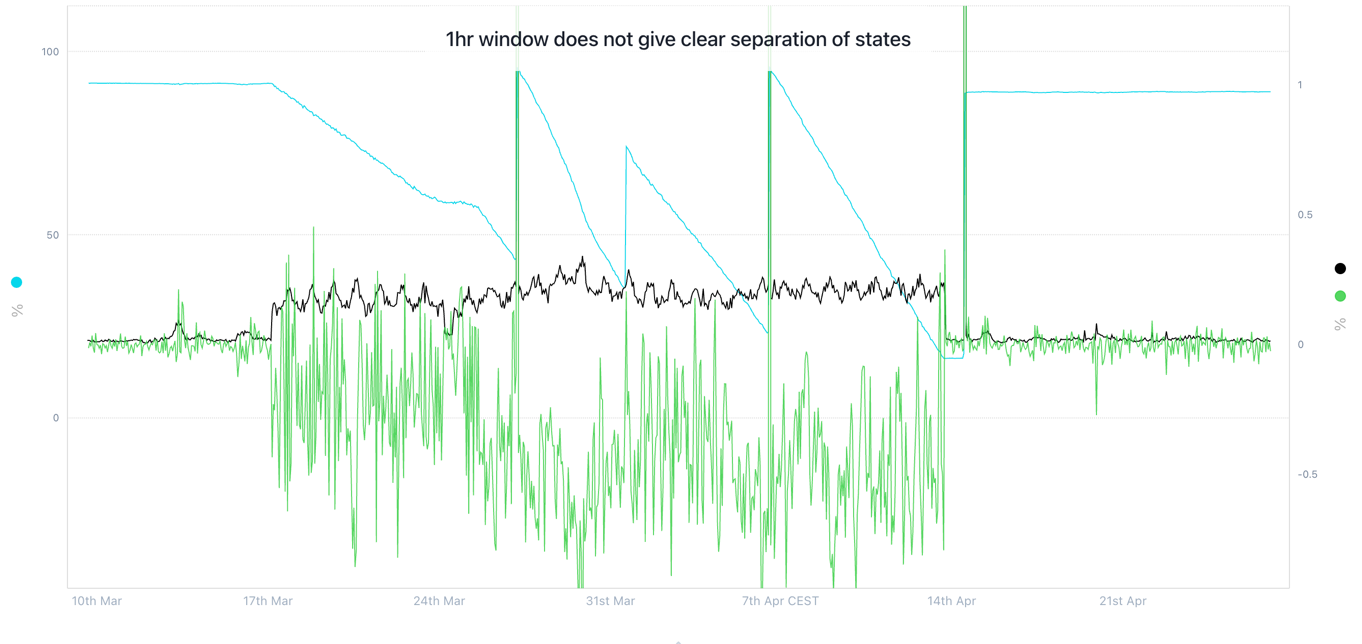 1hr window does not give clear separation of states
100
50
0
%
1
0.5
0
-0.5
%
10th Mar
17th Mar
24th Mar
31st Mar
7th Apr CEST
14th Apr
21st Apr